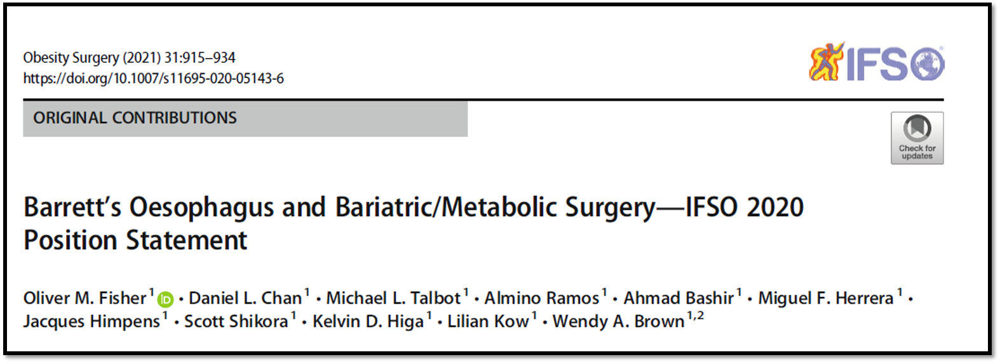 Obesity Surgery (2021) 31:915–934
https://doi.org/10.1007/s11695-020-05143-6
IFSO
ORIGINAL CONTRIBUTIONS
Check for
updates
Barrett’s Oesophagus and Bariatric/Metabolic Surgery—IFSO 2020
Position Statement
Oliver M. Fisher 1 iD • Daniel L. Chan 1 • Michael L. Talbot 1 • Almino Ramos 1 • Ahmad Bashir 1 • Miguel F. Herrera 1 •
Jacques Himpens 1 • Scott Shikora 1 • Kelvin D. Higa 1 • Lilian Kow 1 • Wendy A. Brown 1,2